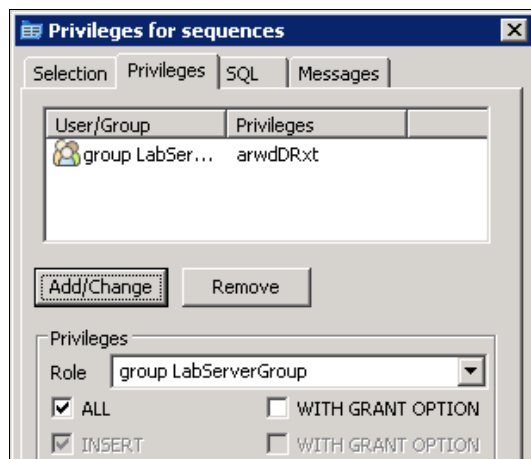 Privileges for sequences
Selection Privileges SQL Messages
User/Group Privileges
group LabSer... arwdDRxt
Add/Change Remove
Privileges
Role group LabServerGroup
ALL WITH GRANT OPTION
INSERT WITH GRANT OPTION